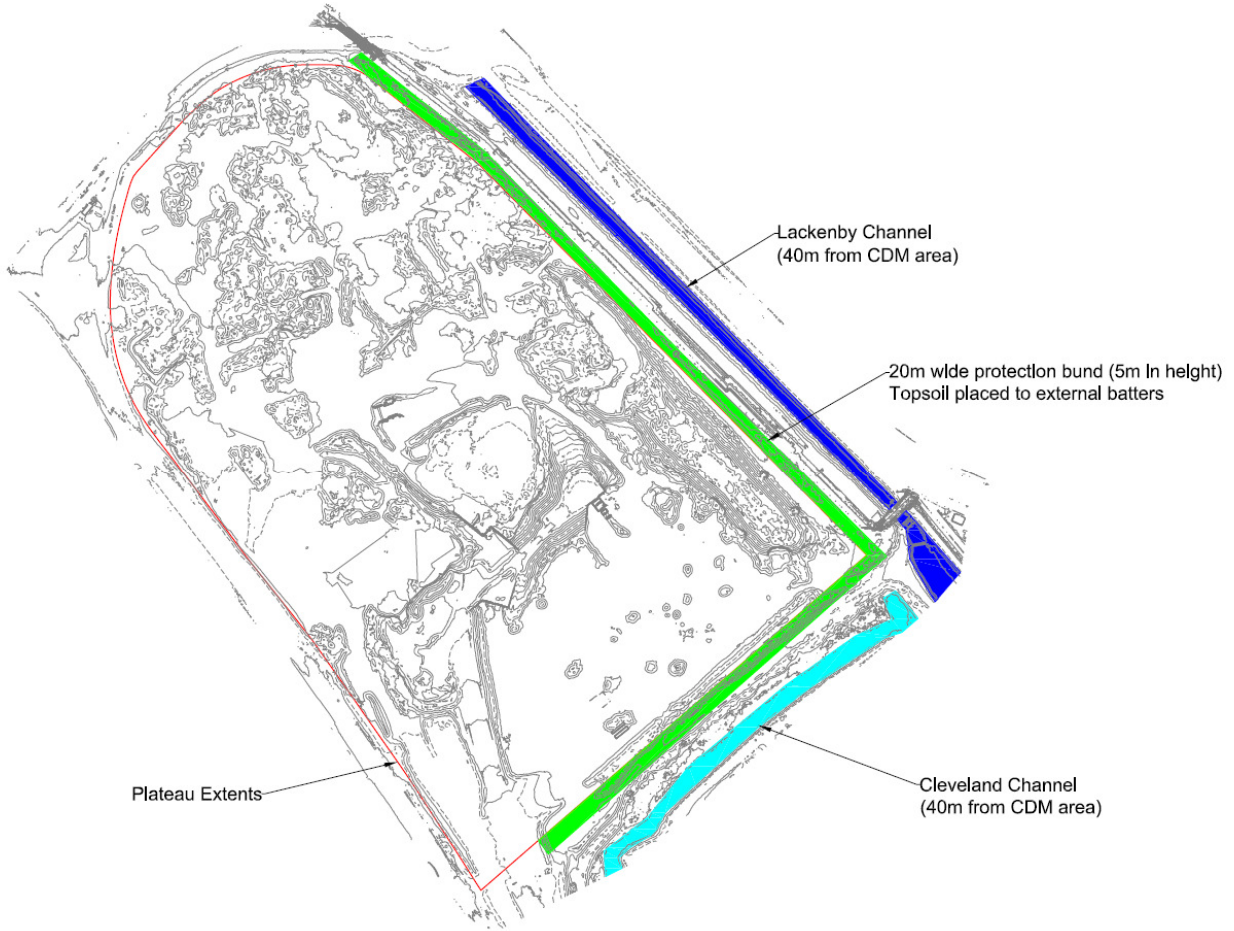 Lackenby Channel
(40m from CDM area)
20m wide protection bund (5m in height)
Topsoil placed to external batters
Plateau Extents
Cleveland Channel
(40m from CDM area)